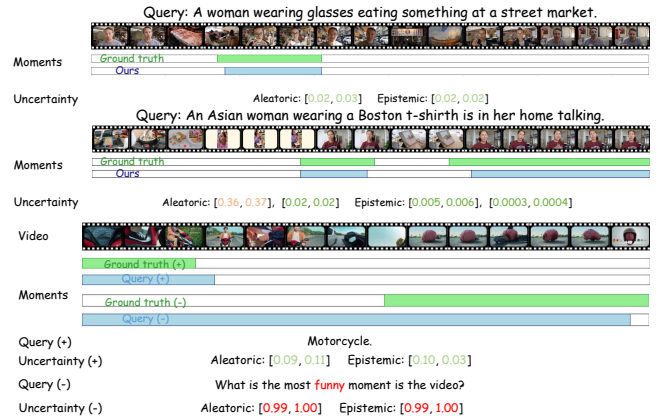 Query: A woman wearing glasses eating something at a street market.
Moments
Ground truth
Ours
Uncertainty Aleatoric: [0.02, 0.03] Epistemic: [0.02, 0.02]
Query: An Asian woman wearing a Boston t-shirth is in her home talking.
Moments
Ground truth
Ours
Uncertainty Aleatoric: [0.36, 0.37], [0.02, 0.02] Epistemic: [0.005, 0.006], [0.0003, 0.0004]
Video
Ground truth (+)
Query (+)
Moments
Ground truth (-)
Query (-)
Query (+) Motorcycle.
Uncertainty (+) Aleatoric: [0.09, 0.11] Epistemic: [0.10, 0.03]
Query (-) What is the most funny moment is the video?
Uncertainty (-) Aleatoric: [0.99, 1.00] Epistemic: [0.99, 1.00]